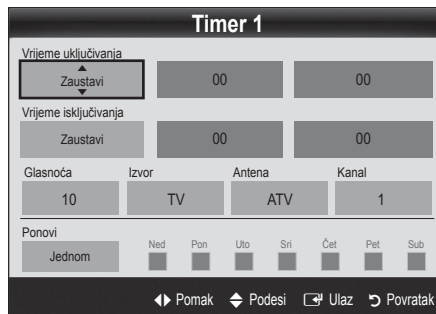 Timer 1
Vrijeme uključivanja
Zaustavi 00 00
Vrijeme isključivanja
Zaustavi 00 00
Glasnoća Izvor Antena Kanal
10 TV ATV 1
Ponovi
Ned Pon Uto Sri Čet Pet Sub
Jednom
Pomak Podesi Ulaz Povratak